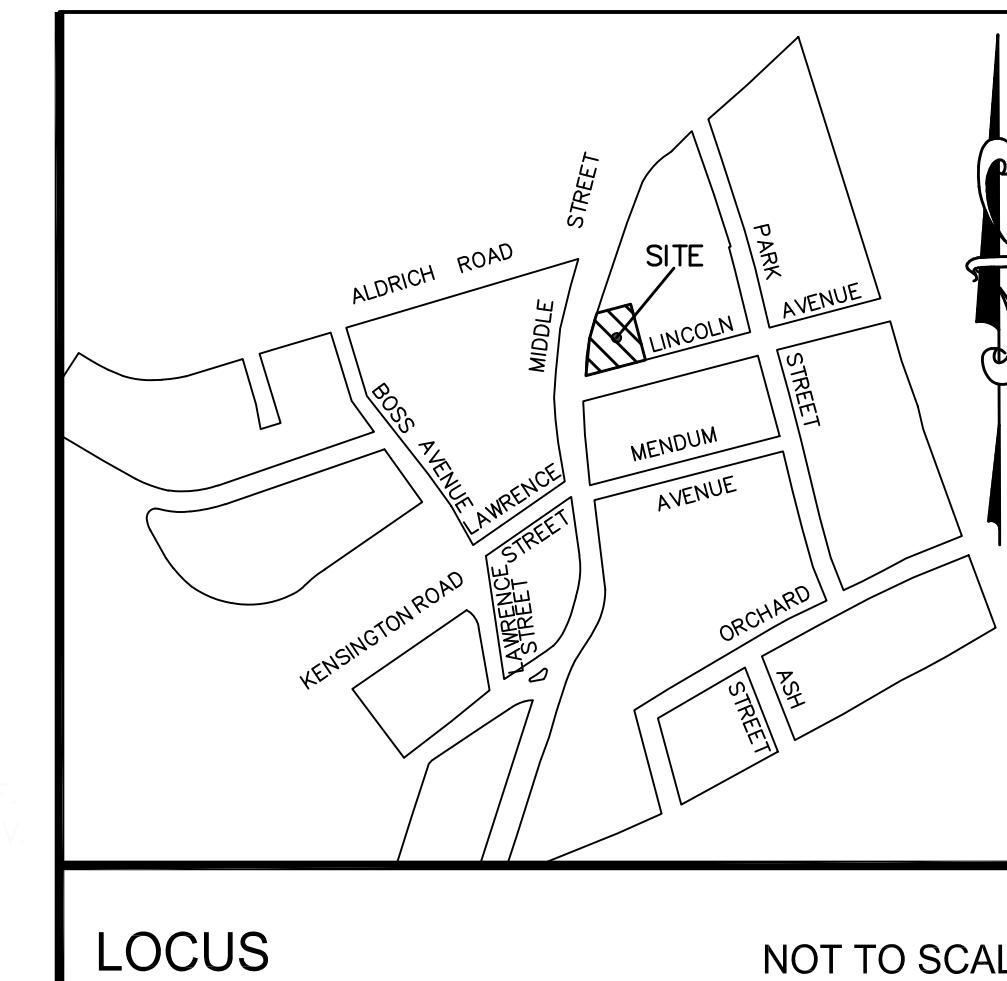 STREET
SITE
PARK
ALDRICH ROAD
AVENUE
MIDDLE
LINCOLN
STREET
BOSS AVENUE
MENDUM
LAWRENCE
AVENUE
STREET
KENSINGTON ROAD
LAWRENCE
STREET
ORCHARD
ASH
STREET
LOCUS
NOT TO SCAL